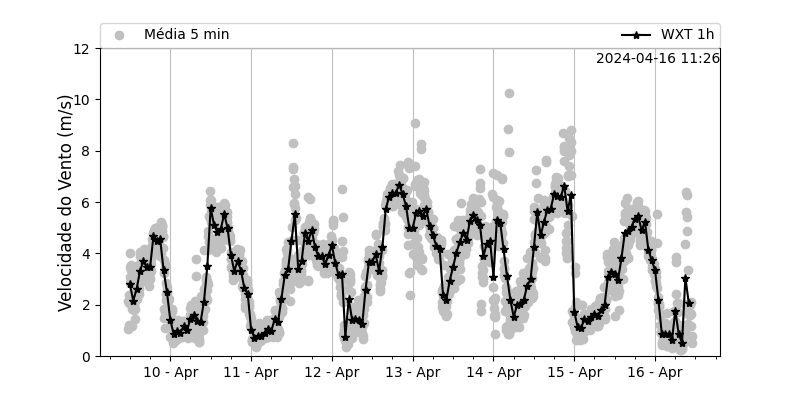 Média 5 min
WXT 1h
2024-04-16 11:26
Velocidade do Vento (m/s)
12
10
8
6
4
2
0
10 - Apr
11 - Apr
12 - Apr
13 - Apr
14 - Apr
15 - Apr
16 - Apr